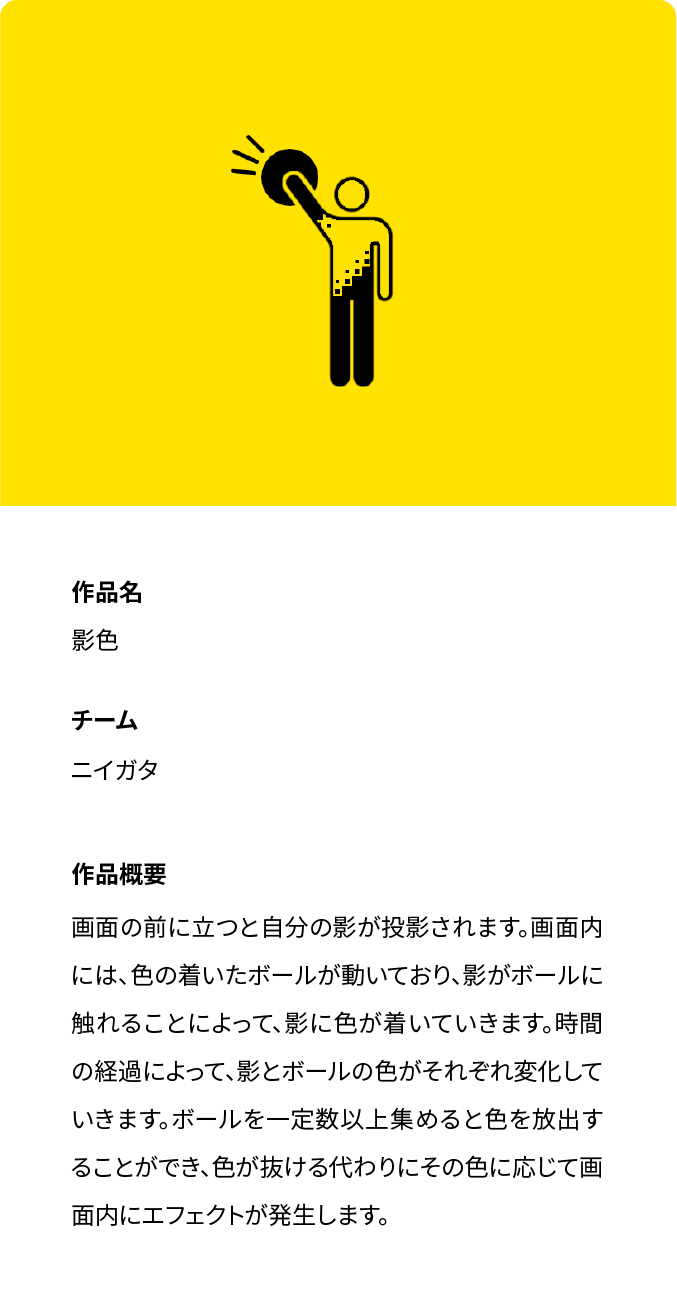 作品名
影色
チーム
ニイガタ
作品概要
画面の前に立つと自分の影が投影されます。画面内
には、色の着いたボールが動いており、影がボールに
触れることによって、影に色が着いていきます。時間
の経過によって、影とボールの色がそれぞれ変化して
いきます。ボールを一定数以上集めると色を放出す
ることができ、色が抜ける代わりにその色に応じて画
面内にエフェクトが発生します。